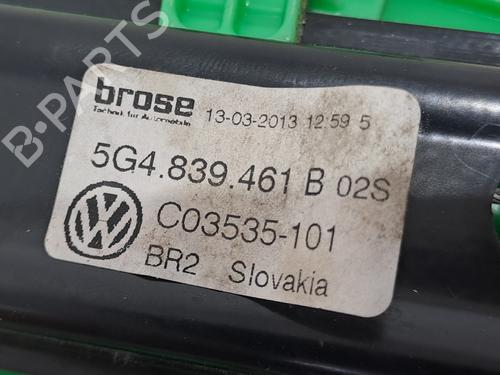 B-PARTS
brose
Technik für Automobile
13-03-2013 12:59 5
5G4.839.461 B 02S
C03535-101
BR2 Slovakia